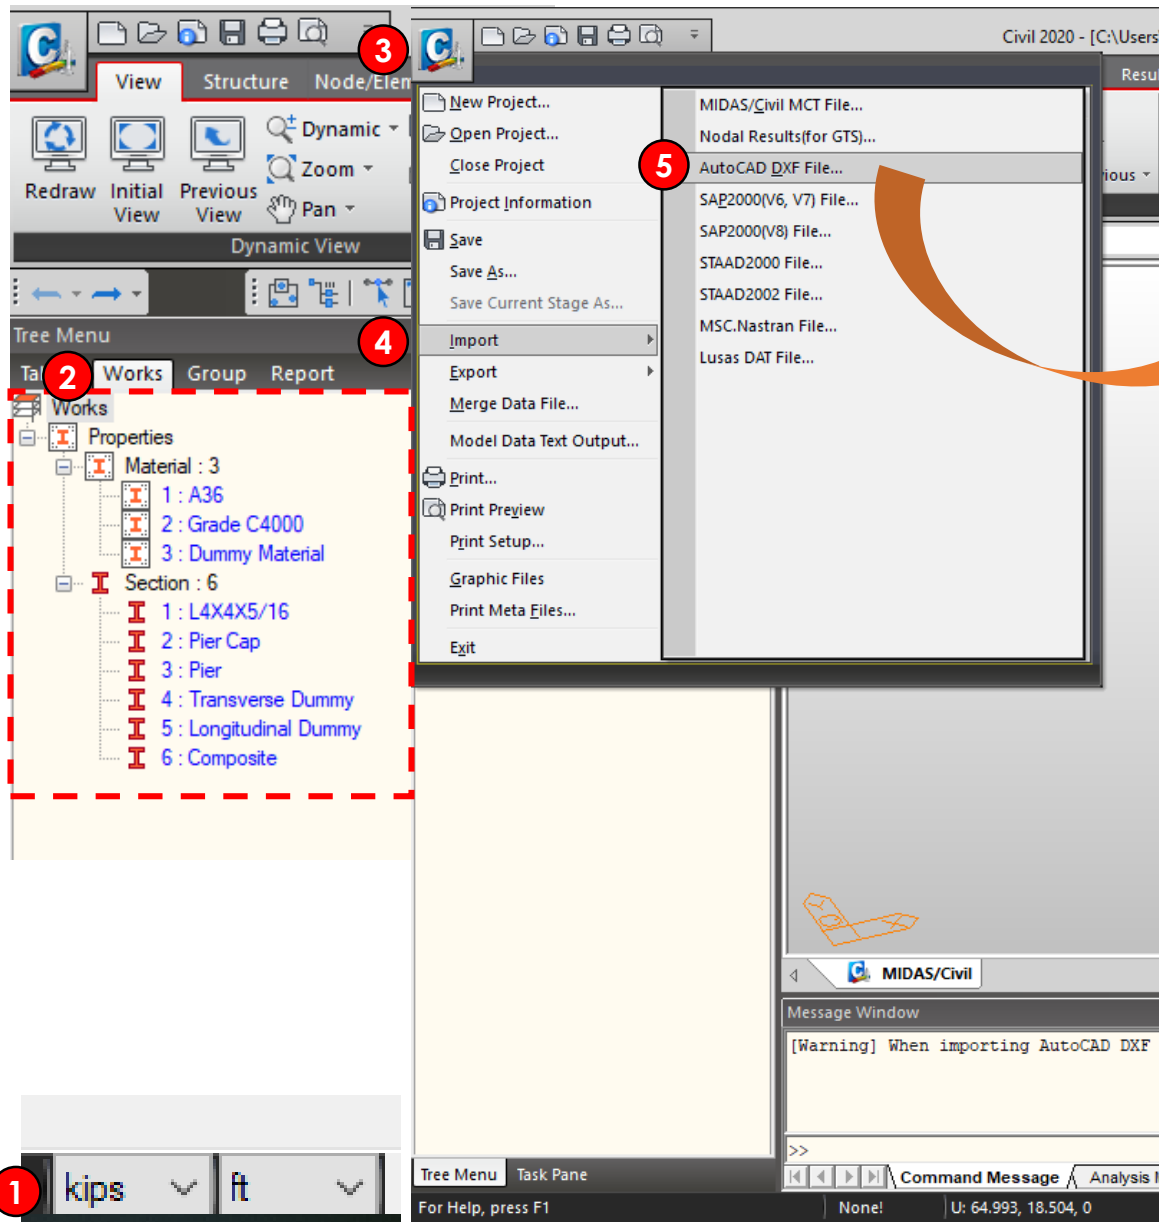 3
View Structure Node/Elem
Redraw
Initial
View
Previous
View
Dynamic
Zoom
Pan
Dynamic View
Tree Menu
4
2
Works Group Report
Works
Properties
Material : 3
1 : A36
2 : Grade C4000
3 : Dummy Material
Section : 6
1 : L4X4X5/16
2 : Pier Cap
3 : Pier
4 : Transverse Dummy
5 : Longitudinal Dummy
6 : Composite
1
kips ft
Civil 2020 - [C:\Users
Resul
ious
New Project...
Open Project...
Close Project
Project Information
Save
Save As...
Save Current Stage As...
Import
Export
Merge Data File...
Model Data Text Output...
Print...
Print Preview
Print Setup...
Graphic Files
Print Meta Files...
Exit
MIDAS/Civil MCT File...
Nodal Results(for GTS)...
5
AutoCAD DXF File...
SAP2000(V6, V7) File...
SAP2000(V8) File...
STAAD2000 File...
STAAD2002 File...
MSC.Nastran File...
Lusas DAT File...
MIDAS/Civil
Message Window
[Warning] When importing AutoCAD DXF
>>
Command Message Analysis
Tree Menu Task Pane
For Help, press F1
None!
U: 64.993, 18.504, 0